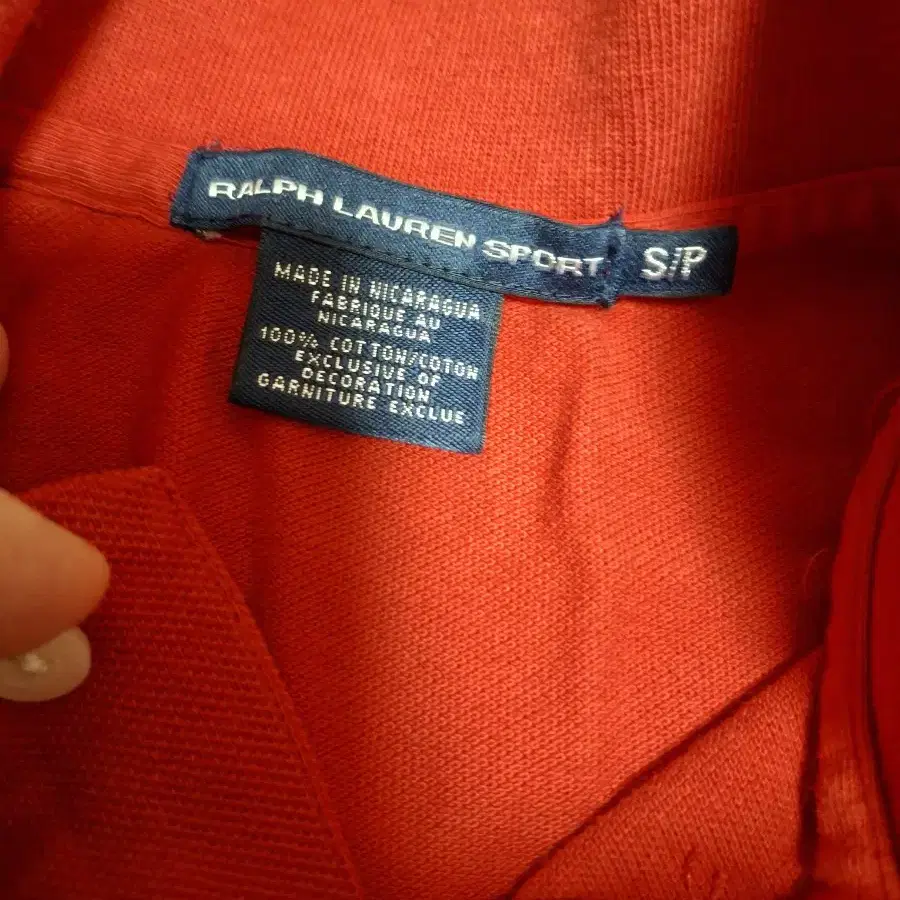 RALPH LAUREN SPORT
S/P
MADE IN NICARAGUA
FABRIQUE AU
NICARAGUA
100% COTTON/COTON
EXCLUSIVE OF
DECORATION
GARNITURE EXCLUE